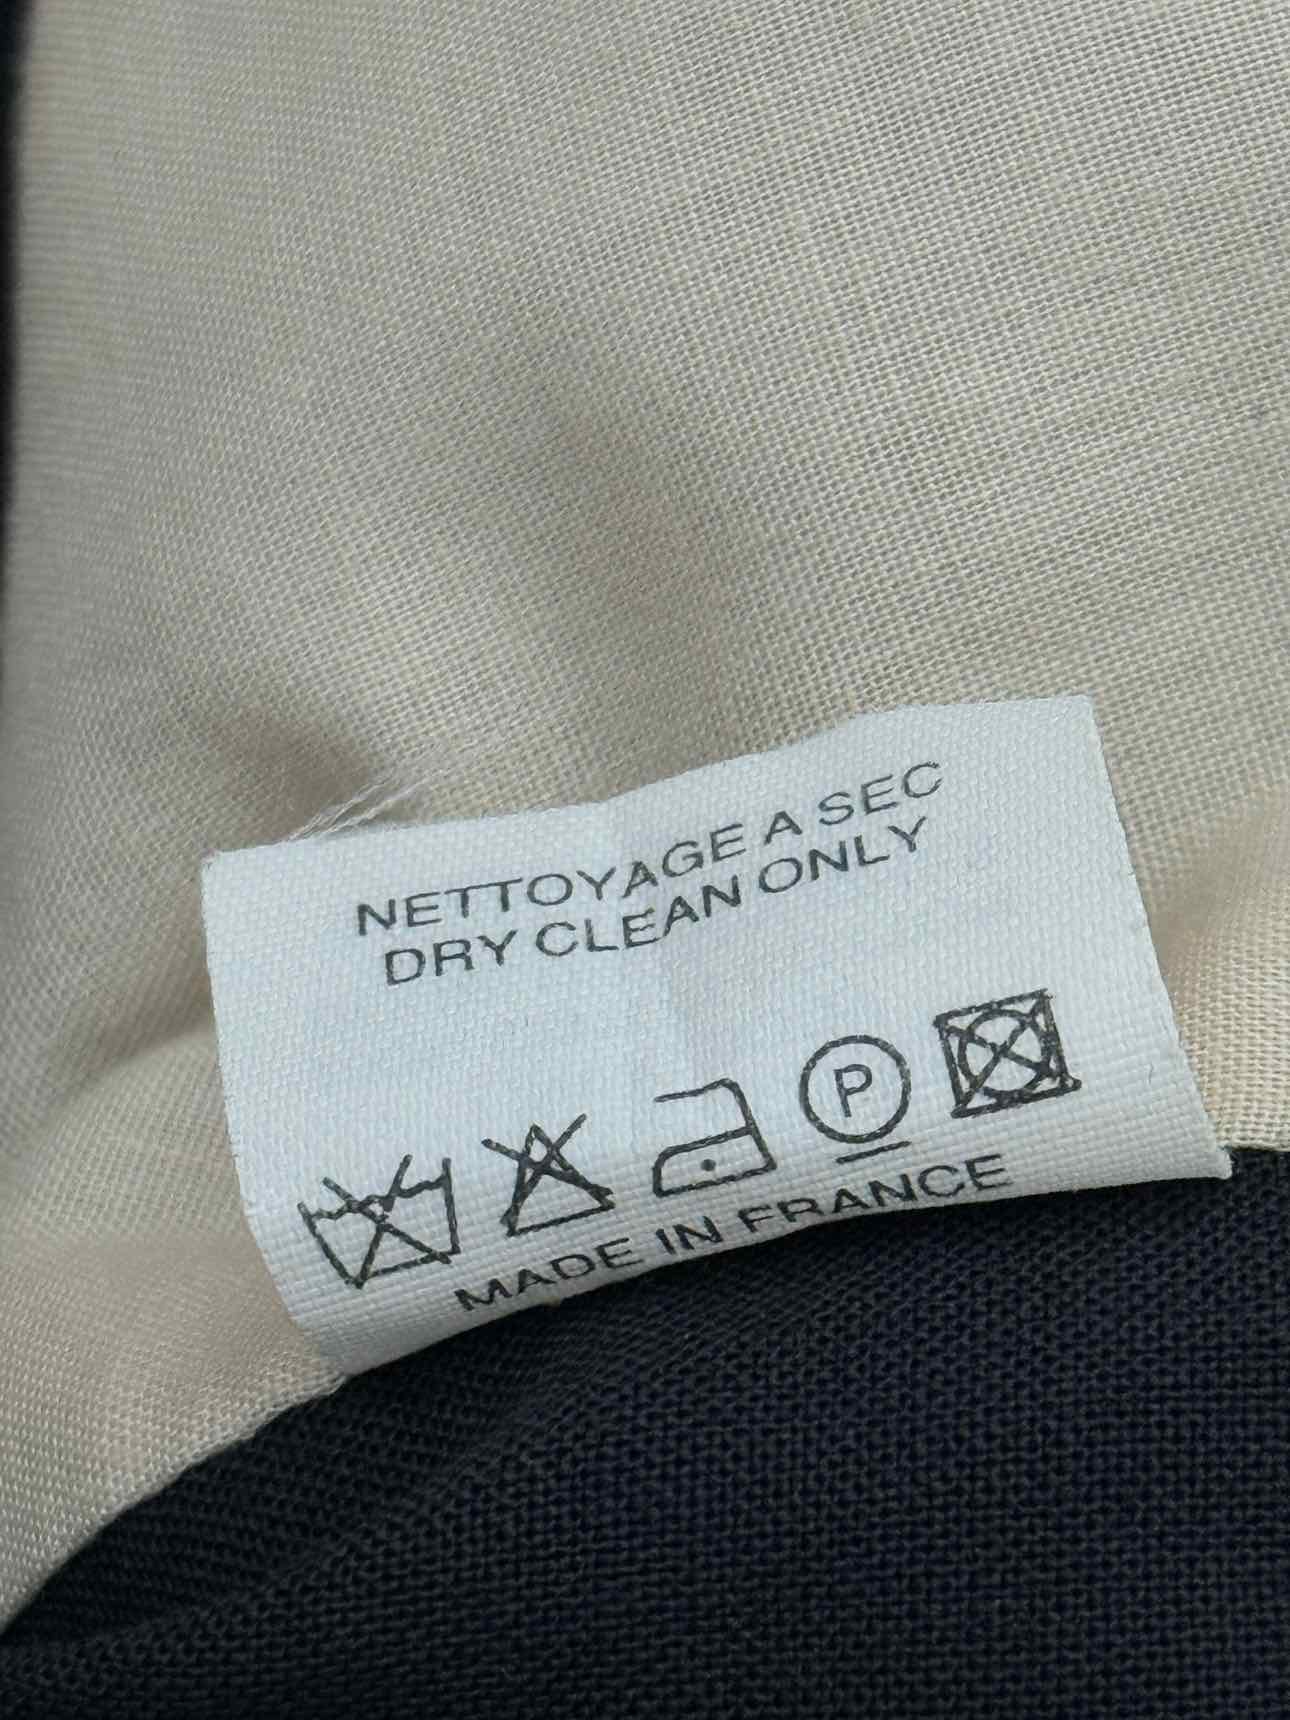 NETTOYAGE A SEC
DRY CLEAN ONLY
P
MADE IN FRANCE